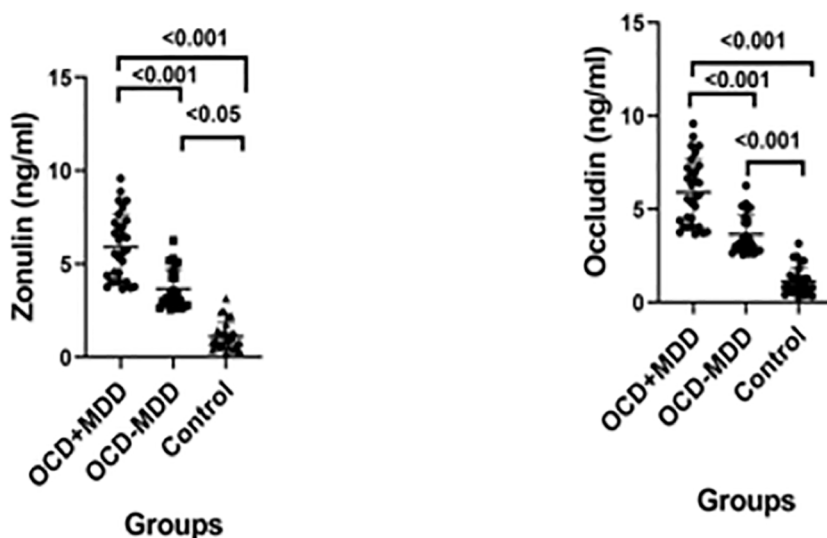 <0.001
<0.001
<0.05
15
10
5
0
Zonulin (ng/ml)
OCD+MDD
OCD-MDD
Control
Groups
<0.001
<0.001
<0.001
15
10
5
0
Occludin (ng/ml)
OCD+MDD
OCD-MDD
Control
Groups